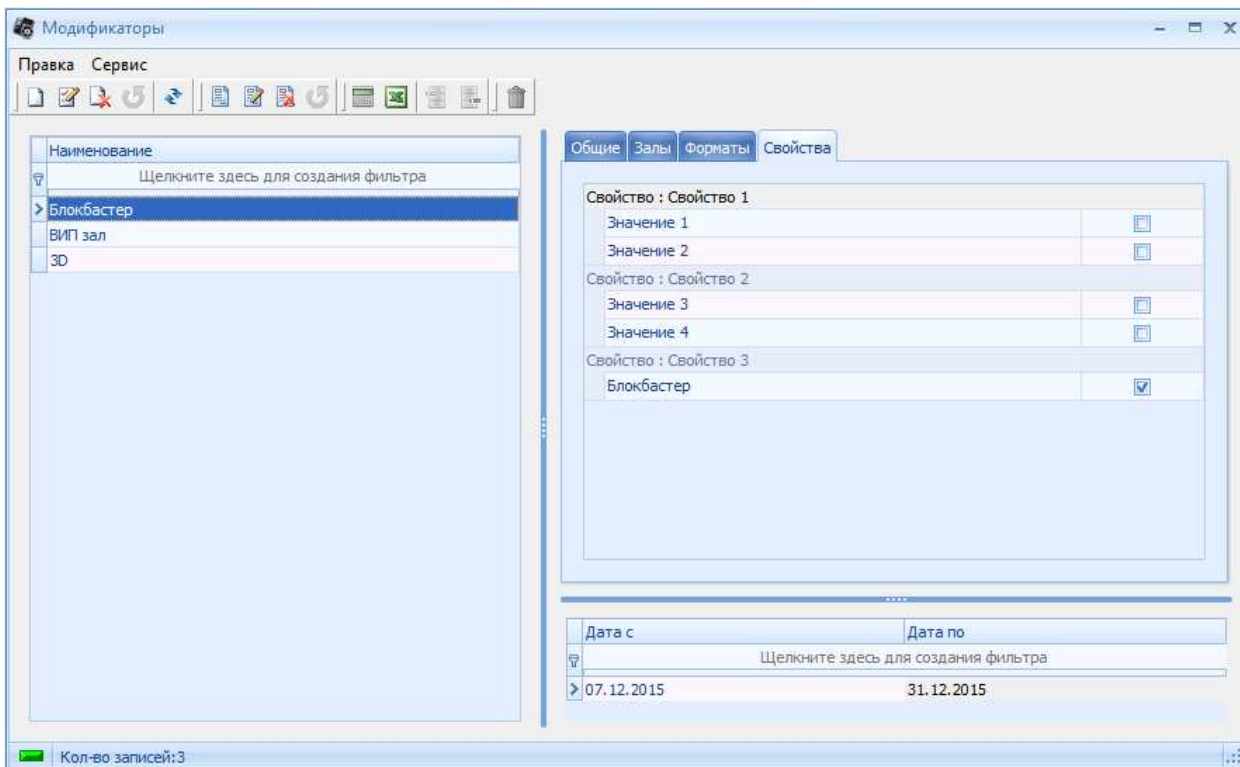 Модификаторы
Правка Сервис
Наименование
Щелкните здесь для создания фильтра
Блокбастер
ВИП зал
3D
Общие Залы Форматы Свойства
Свойство : Свойство 1
Значение 1
Значение 2
Свойство : Свойство 2
Значение 3
Значение 4
Свойство : Свойство 3
Блокбастер
Дата с Дата по
Щелкните здесь для создания фильтра
07.12.2015 31.12.2015
Кол-во записей:3